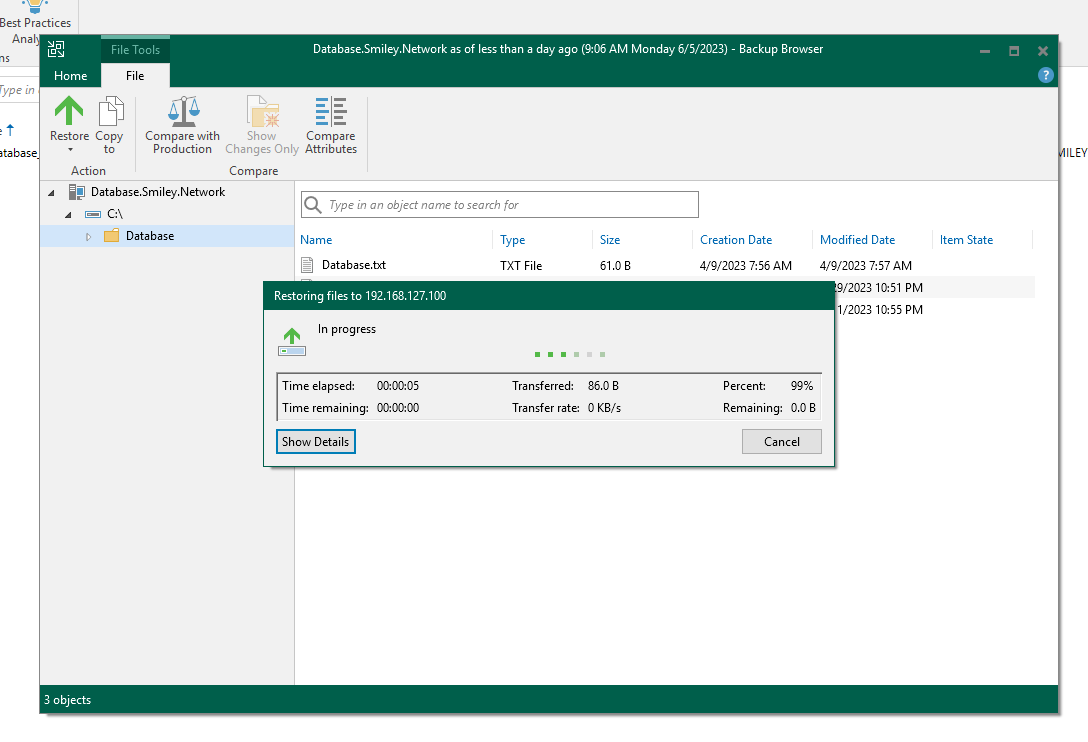 Best Practices
Analy
ns
Type in
e
atabase_
MILEY
File Tools
Database.Smiley.Network as of less than a day ago (9:06 AM Monday 6/5/2023) - Backup Browser
Home File
?
Restore Copy to
Compare with Production
Show Changes Only
Compare Attributes
Action Compare
Database.Smiley.Network
C:\
Database
Type in an object name to search for
Name Type Size Creation Date Modified Date Item State
Database.txt TXT File 61.0 B 4/9/2023 7:56 AM 4/9/2023 7:57 AM
29/2023 10:51 PM
1/2023 10:55 PM
Restoring files to 192.168.127.100
In progress
Time elapsed: 00:00:05 Transferred: 86.0 B Percent: 99%
Time remaining: 00:00:00 Transfer rate: 0 KB/s Remaining: 0.0 B
Show Details Cancel
3 objects